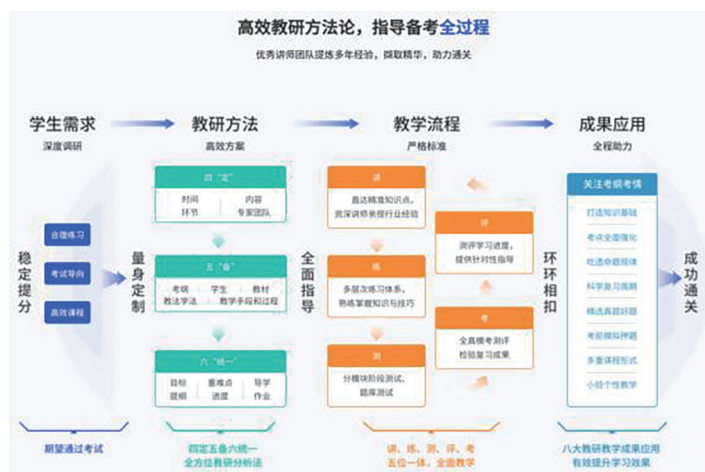 高效教研方法论，指导备考全过程
优秀讲师团队提炼多年经验，撷取精华，助力通关
学生需求
深度调研
教研方法
高效方案
教学流程
严格标准
成果应用
全程助力
稳定提分
合理练习
考试导向
高效课程
量身定制
四“定”
时间 内容
环节 专家团队
五“备”
考纲 学生 教材
教法学法 教学手段和过程
六“统一”
目标 重难点 导学
提纲 进度 作业
全面指导
讲
直达精准知识点，
资深讲师亲授行业经验
练
多层次练习体系，
熟练掌握知识与技巧
测
分模块阶段测试，
题库测试
评
测评学习进度，
提供针对性指导
考
全真模考测评
检验复习成果
环环相扣
关注考纲考情
打造知识基础
考点全面强化
吃透命题规律
科学复习周期
精选真题好题
考前模拟押题
多重课程形式
小班个性教学
成功通关
期望通过考试
四定五备六统一
全方位教研分析法
讲、练、测、评、考
五位一体，全面教学
八大教研教学成果应用
有效提升学习效果